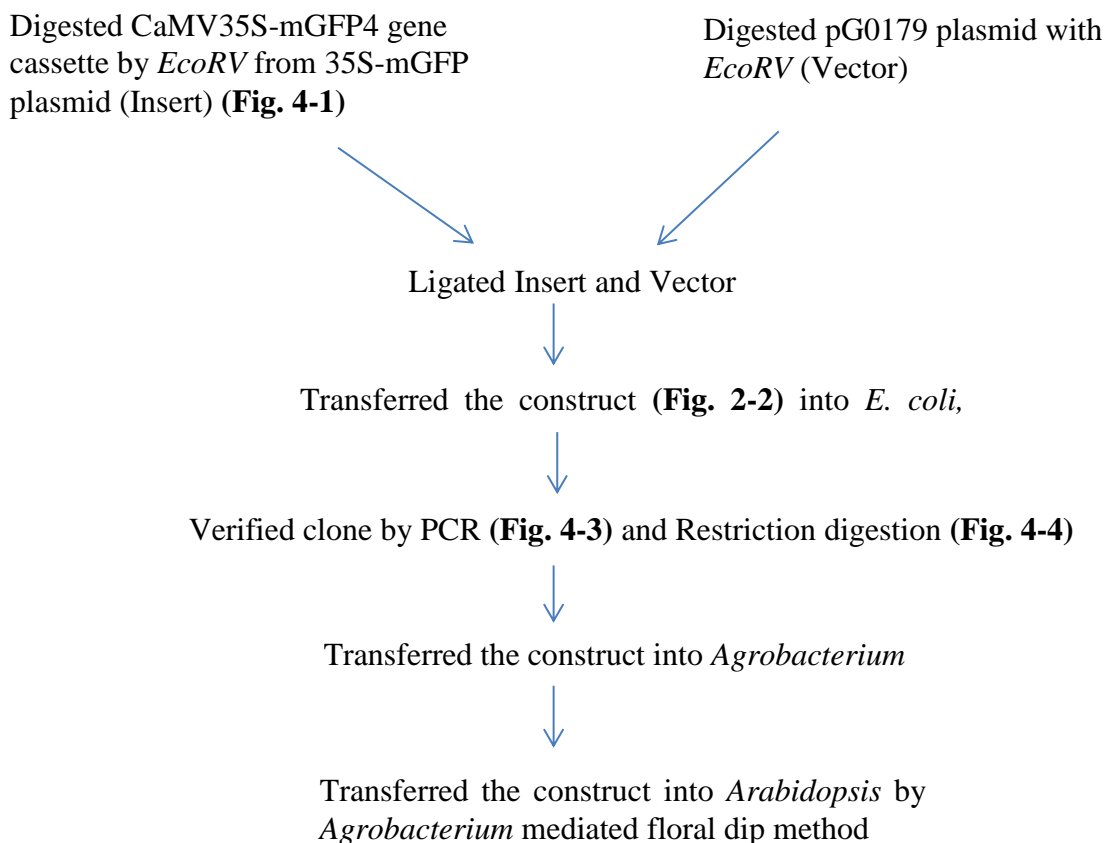 Digested CaMV35S-mGFP4 gene
cassette by EcoRV from 35S-mGFP
plasmid (Insert) (Fig. 4-1)
Digested pG0179 plasmid with
EcoRV (Vector)
Ligated Insert and Vector
Transferred the construct (Fig. 2-2) into E. coli,
Verified clone by PCR (Fig. 4-3) and Restriction digestion (Fig. 4-4)
Transferred the construct into Agrobacterium
Transferred the construct into Arabidopsis by
Agrobacterium mediated floral dip method